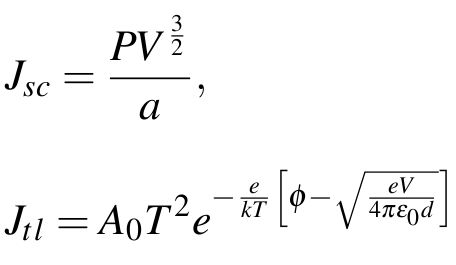 J_{sc} = \frac{PV^{\frac{3}{2}}}{a},
J_{tl} = A_0 T^2 e^{-\frac{e}{kT}\left[\phi - \sqrt{\frac{eV}{4\pi\varepsilon_0 d}}\right]}